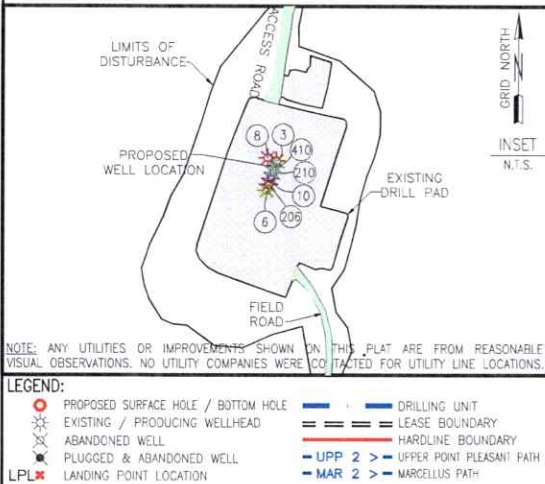 LIMITS OF
DISTURBANCE
ACCESS ROAD
GRID NORTH
N
INSET
N.T.S.
PROPOSED
WELL LOCATION
8
3
410
210
10
206
6
EXISTING
DRILL PAD
FIELD
ROAD
NOTE: ANY UTILITIES OR IMPROVEMENTS SHOWN ON THIS PLAT ARE FROM REASONABLE
VISUAL OBSERVATIONS. NO UTILITY COMPANIES WERE CONTACTED FOR UTILITY LINE LOCATIONS.
LEGEND:
PROPOSED SURFACE HOLE / BOTTOM HOLE
EXISTING / PRODUCING WELLHEAD
ABANDONED WELL
PLUGGED & ABANDONED WELL
LPL LANDING POINT LOCATION
DRILLING UNIT
LEASE BOUNDARY
HARDLINE BOUNDARY
UPP 2 > UPPER POINT PLEASANT PATH
MAR 2 > MARCELLUS PATH